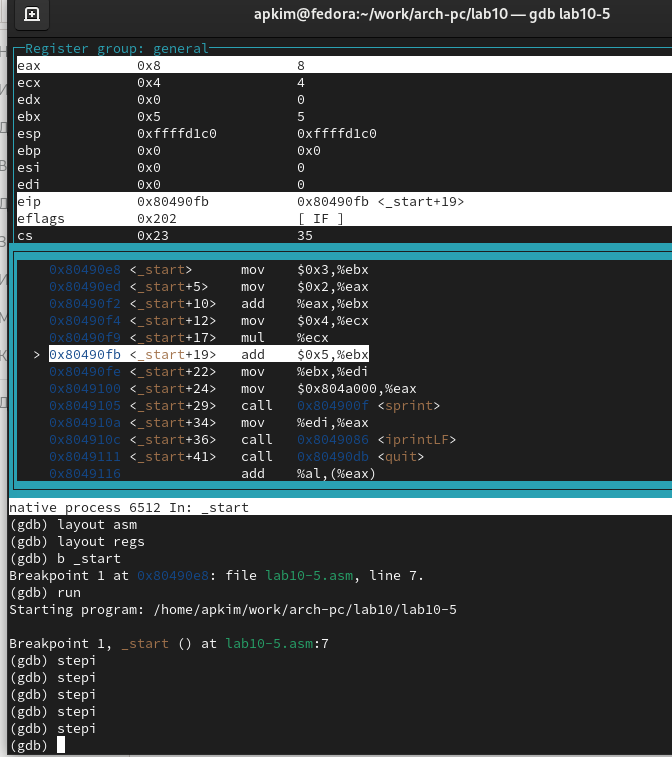 apkim@fedora:~/work/arch-pc/lab10 — gdb lab10-5
Register group: general
eax 0x8 8
ecx 0x4 4
edx 0x0 0
ebx 0x5 5
esp 0xffffd1c0 0xffffd1c0
ebp 0x0 0x0
esi 0x0 0
edi 0x0 0
eip 0x80490fb 0x80490fb <_start+19>
eflags 0x202 [ IF ]
cs 0x23 35
0x80490e8 <_start> mov $0x3,%ebx
0x80490ed <_start+5> mov $0x2,%eax
0x80490f2 <_start+10> add %eax,%ebx
0x80490f4 <_start+12> mov $0x4,%ecx
0x80490f9 <_start+17> mul %ecx
> 0x80490fb <_start+19> add $0x5,%ebx
0x80490fe <_start+22> mov %ebx,%edi
0x8049100 <_start+24> mov $0x804a000,%eax
0x8049105 <_start+29> call 0x804900f <sprint>
0x804910a <_start+34> mov %edi,%eax
0x804910c <_start+36> call 0x8049086 <iprintLF>
0x8049111 <_start+41> call 0x80490db <quit>
0x8049116 add %al,(%eax)
native process 6512 In: _start
(gdb) layout asm
(gdb) layout regs
(gdb) b _start
Breakpoint 1 at 0x80490e8: file lab10-5.asm, line 7.
(gdb) run
Starting program: /home/apkim/work/arch-pc/lab10/lab10-5
Breakpoint 1, _start () at lab10-5.asm:7
(gdb) stepi
(gdb) stepi
(gdb) stepi
(gdb) stepi
(gdb) stepi
(gdb)